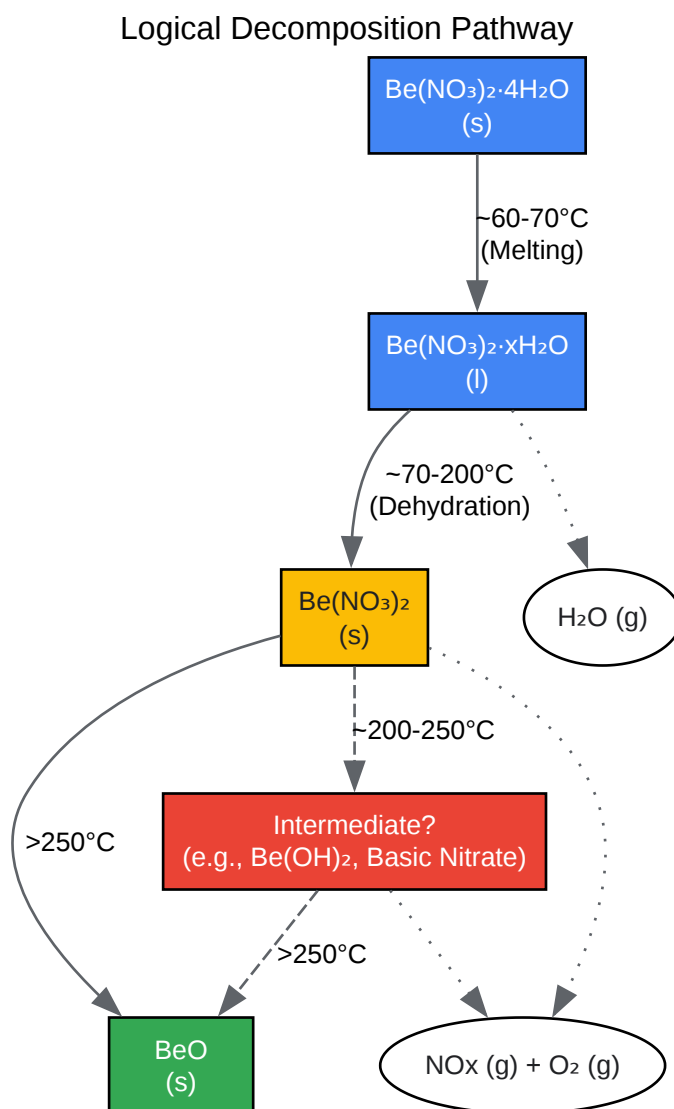 Logical Decomposition Pathway
Be(NO₃)₂·4H₂O
(s)
~60-70°C
(Melting)
Be(NO₃)₂·xH₂O
(l)
~70-200°C
(Dehydration)
Be(NO₃)₂
(s)
H₂O (g)
~200-250°C
Intermediate?
(e.g., Be(OH)₂, Basic Nitrate)
>250°C
>250°C
BeO
(s)
NOx (g) + O₂ (g)